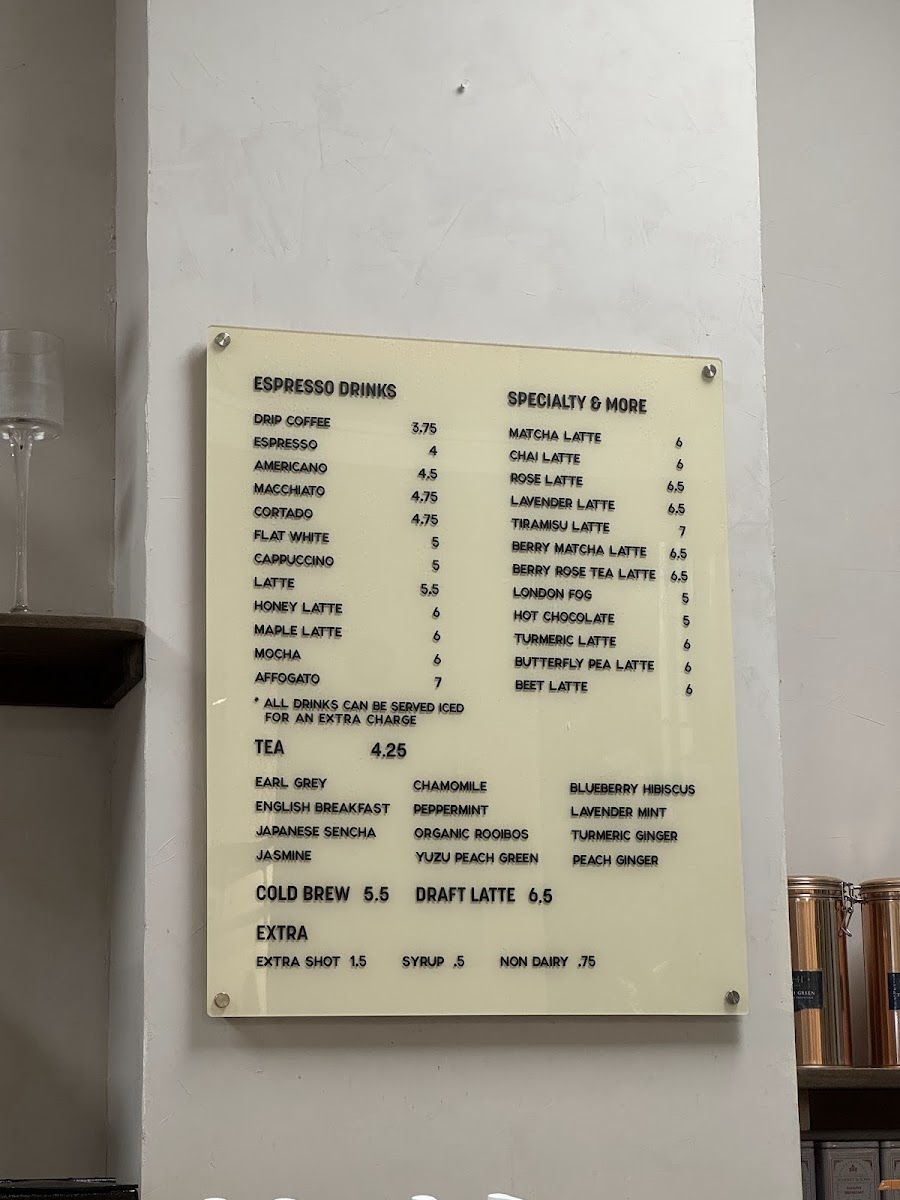 ESPRESSO DRINKS
DRIP COFFEE 3.75
ESPRESSO 4
AMERICANO 4.5
MACCHIATO 4.75
CORTADO 4.75
FLAT WHITE 5
CAPPUCCINO 5
LATTE 5.5
HONEY LATTE 6
MAPLE LATTE 6
MOCHA 6
AFFOGATO 7
* ALL DRINKS CAN BE SERVED ICED
FOR AN EXTRA CHARGE
SPECIALTY & MORE
MATCHA LATTE 6
CHAI LATTE 6
ROSE LATTE 6.5
LAVENDER LATTE 6.5
TIRAMISU LATTE 7
BERRY MATCHA LATTE 6.5
BERRY ROSE TEA LATTE 6.5
LONDON FOG 5
HOT CHOCOLATE 5
TURMERIC LATTE 6
BUTTERFLY PEA LATTE 6
BEET LATTE 6
TEA 4.25
EARL GREY CHAMOMILE BLUEBERRY HIBISCUS
ENGLISH BREAKFAST PEPPERMINT LAVENDER MINT
JAPANESE SENCHA ORGANIC ROOIBOS TURMERIC GINGER
JASMINE YUZU PEACH GREEN PEACH GINGER
COLD BREW 5.5 DRAFT LATTE 6.5
EXTRA
EXTRA SHOT 1.5 SYRUP .5 NON DAIRY .75
GREEN